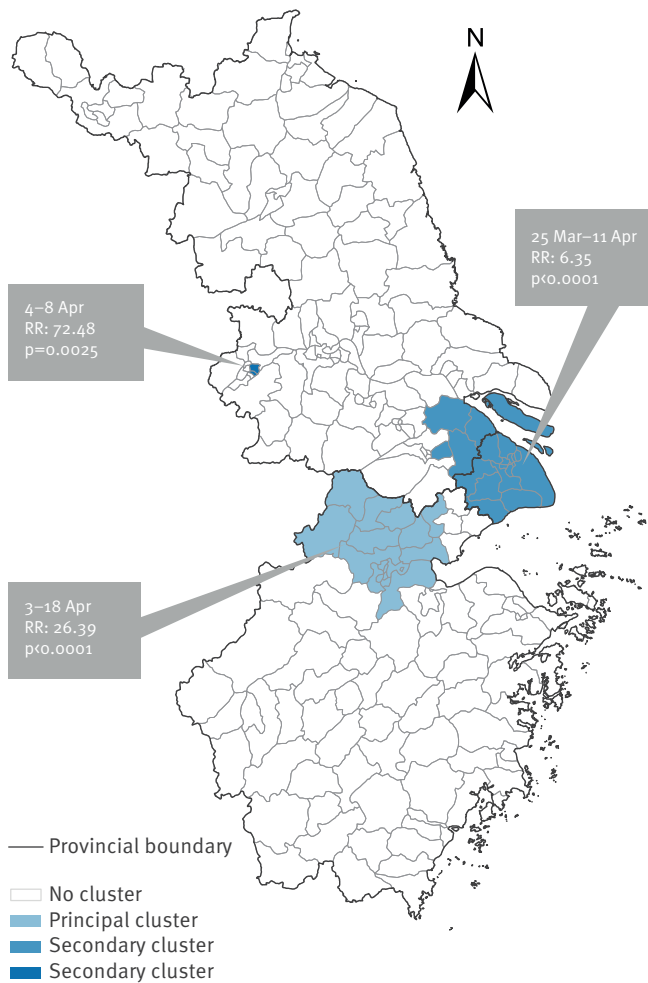 N
25 Mar–11 Apr
RR: 6.35
p<0.0001
4–8 Apr
RR: 72.48
p=0.0025
3–18 Apr
RR: 26.39
p<0.0001
Provincial boundary
No cluster
Principal cluster
Secondary cluster
Secondary cluster